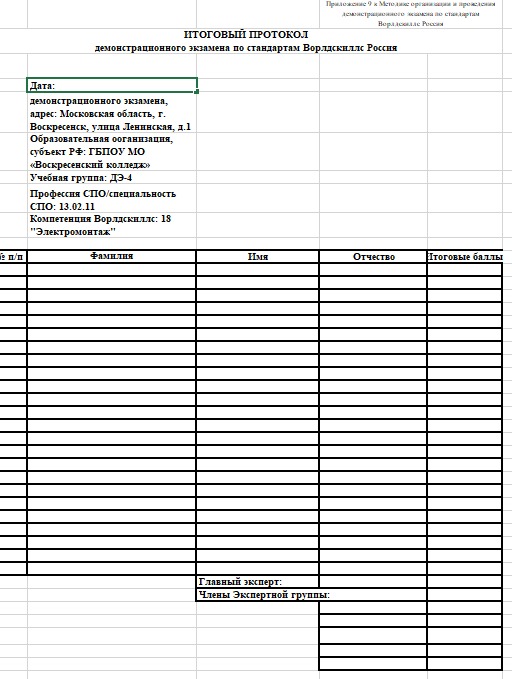 Приложение 9 к Методике организации и проведения
демонстрационного экзамена по стандартам
Ворлдскиллс Россия
ИТОГОВЫЙ ПРОТОКОЛ
демонстрационного экзамена по стандартам Ворлдскиллс Россия
Дата:
демонстрационного экзамена,
адрес: Московская область, г.
Воскресенск, улица Ленинская, д.1
Образовательная организация,
субъект РФ: ГБПОУ МО
«Воскресенский колледж»
Учебная группа: ДЭ-4
Профессия СПО/специальность
СПО: 13.02.11
Компетенция Ворлдскиллс: 18
"Электромонтаж"
№ п/п Фамилия Имя Отчество Итоговые баллы
Главный эксперт:
Члены Экспертной группы: